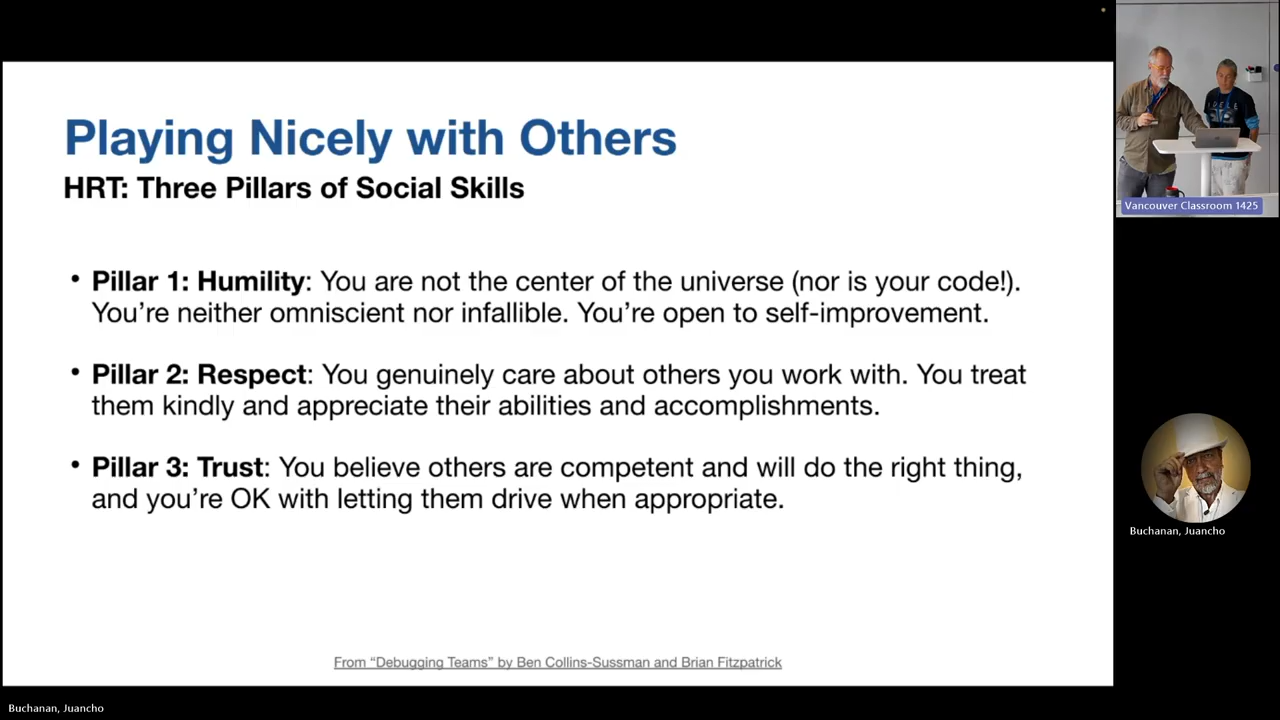 Playing Nicely with Others
HRT: Three Pillars of Social Skills
• Pillar 1: Humility: You are not the center of the universe (nor is your code!).
You’re neither omniscient nor infallible. You’re open to self-improvement.
• Pillar 2: Respect: You genuinely care about others you work with. You treat
them kindly and appreciate their abilities and accomplishments.
• Pillar 3: Trust: You believe others are competent and will do the right thing,
and you’re OK with letting them drive when appropriate.
From “Debugging Teams” by Ben Collins-Sussman and Brian Fitzpatrick
Vancouver Classroom 1425
Buchanan, Juancho
Buchanan, Juancho